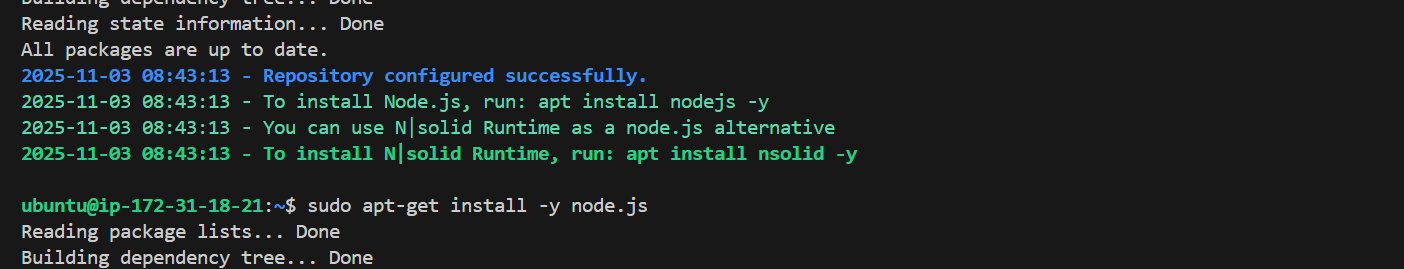 Building dependency tree... Done
Reading state information... Done
All packages are up to date.
2025-11-03 08:43:13 - Repository configured successfully.
2025-11-03 08:43:13 - To install Node.js, run: apt install nodejs -y
2025-11-03 08:43:13 - You can use N|solid Runtime as a node.js alternative
2025-11-03 08:43:13 - To install N|solid Runtime, run: apt install nsolid -y
ubuntu@ip-172-31-18-21:~$ sudo apt-get install -y node.js
Reading package lists... Done
Building dependency tree... Done